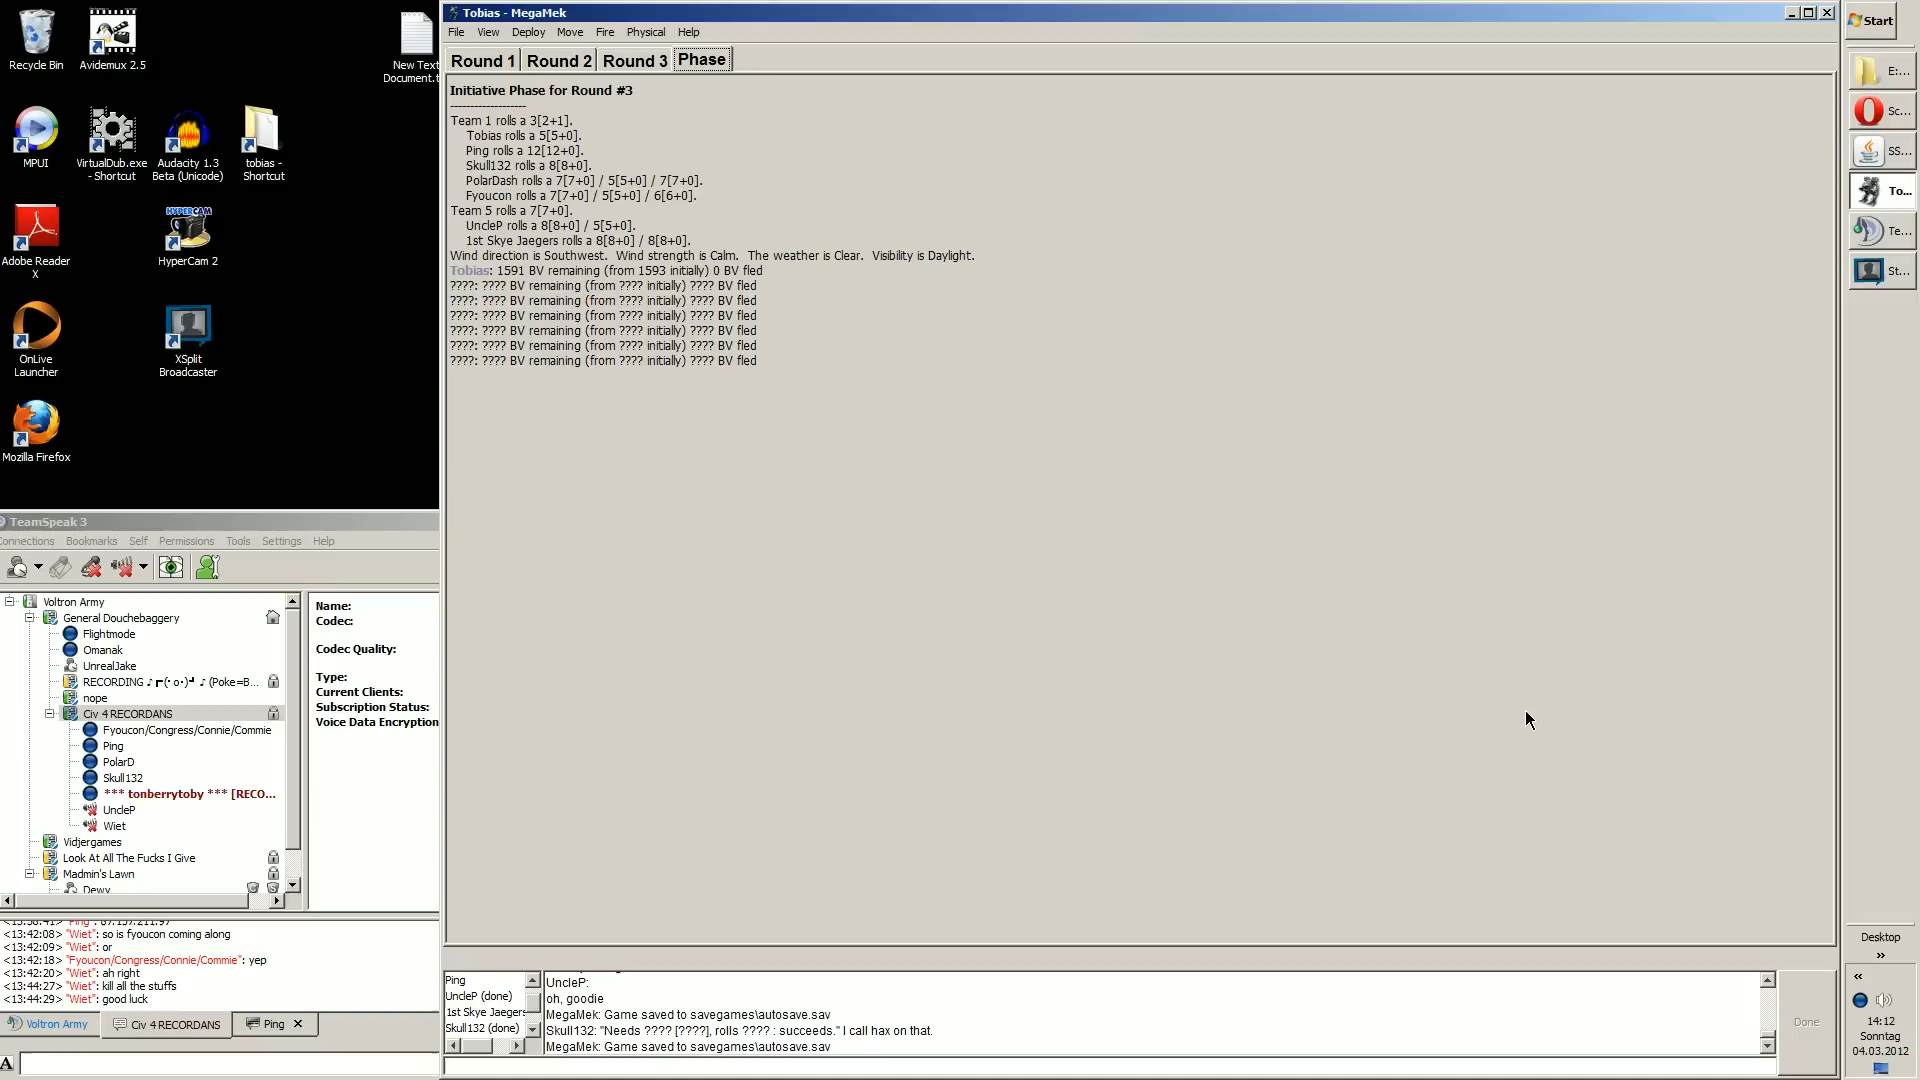 Recycle Bin
Avidemux 2.5
New Text
Document.t
MPUI
VirtualDub.exe
- Shortcut
Audacity 1.3
Beta (Unicode)
tobias -
Shortcut
Adobe Reader
X
HYPERCAM
HyperCam 2
OnLive
Launcher
XSplit
Broadcaster
Mozilla Firefox
TeamSpeak 3
onnections Bookmarks Self Permissions Tools Settings Help
Voltron Army
General Douchebaggery
Flightmode
Omanak
UnrealJake
RECORDING ♪┏(・o・)┛♪ (Poke=B...
nope
Civ 4 RECORDANS
Fyoucon/Congress/Connie/Commie
Ping
PolarD
Skull132
*** tonberrytoby *** [RECO...
UncleP
Wiet
Vidjergames
Look At All The Fucks I Give
Madmin's Lawn
Dewy
Name:
Codec:
Codec Quality:
Type:
Current Clients:
Subscription Status:
Voice Data Encryption
<13:42:08> "Wiet": so is fyoucon coming along
<13:42:09> "Wiet": or
<13:42:18> "Fyoucon/Congress/Connie/Commie": yep
<13:42:20> "Wiet": ah right
<13:44:27> "Wiet": kill all the stuffs
<13:44:29> "Wiet": good luck
Voltron Army
Civ 4 RECORDANS
Ping
A
Tobias - MegaMek
File View Deploy Move Fire Physical Help
Round 1 Round 2 Round 3 Phase
Initiative Phase for Round #3
-------------------
Team 1 rolls a 3[2+1].
Tobias rolls a 5[5+0].
Ping rolls a 12[12+0].
Skull132 rolls a 8[8+0].
PolarDash rolls a 7[7+0] / 5[5+0] / 7[7+0].
Fyoucon rolls a 7[7+0] / 5[5+0] / 6[6+0].
Team 5 rolls a 7[7+0].
UncleP rolls a 8[8+0] / 5[5+0].
1st Skye Jaegers rolls a 8[8+0] / 8[8+0].
Wind direction is Southwest. Wind strength is Calm. The weather is Clear. Visibility is Daylight.
Tobias: 1591 BV remaining (from 1593 initially) 0 BV fled
????: ???? BV remaining (from ???? initially) ???? BV fled
????: ???? BV remaining (from ???? initially) ???? BV fled
????: ???? BV remaining (from ???? initially) ???? BV fled
????: ???? BV remaining (from ???? initially) ???? BV fled
????: ???? BV remaining (from ???? initially) ???? BV fled
????: ???? BV remaining (from ???? initially) ???? BV fled
Ping
UncleP (done)
1st Skye Jaegers
Skull132 (done)
UncleP:
oh, goodie
MegaMek: Game saved to savegames\autosave.sav
Skull132: "Needs ???? [????], rolls ???? : succeeds." I call hax on that.
MegaMek: Game saved to savegames\autosave.sav
Done
Start
E:...
Sc...
SS...
To...
Te...
St...
Desktop
»
«
14:12
Sonntag
04.03.2012